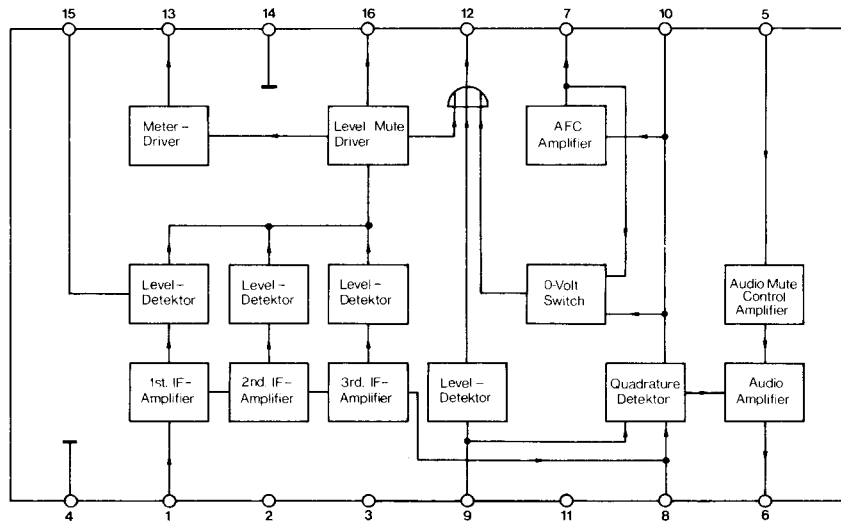 15 13 14 16 12 7 10 5
Meter-
Driver
Level Mute
Driver
AFC
Amplifier
Level-
Detektor
Level-
Detektor
Level-
Detektor
0-Volt
Switch
Audio Mute
Control
Amplifier
1st. IF-
Amplifier
2nd. IF-
Amplifier
3rd. IF-
Amplifier
Level-
Detektor
Quadrature
Detektor
Audio
Amplifier
4 1 2 3 9 11 8 6